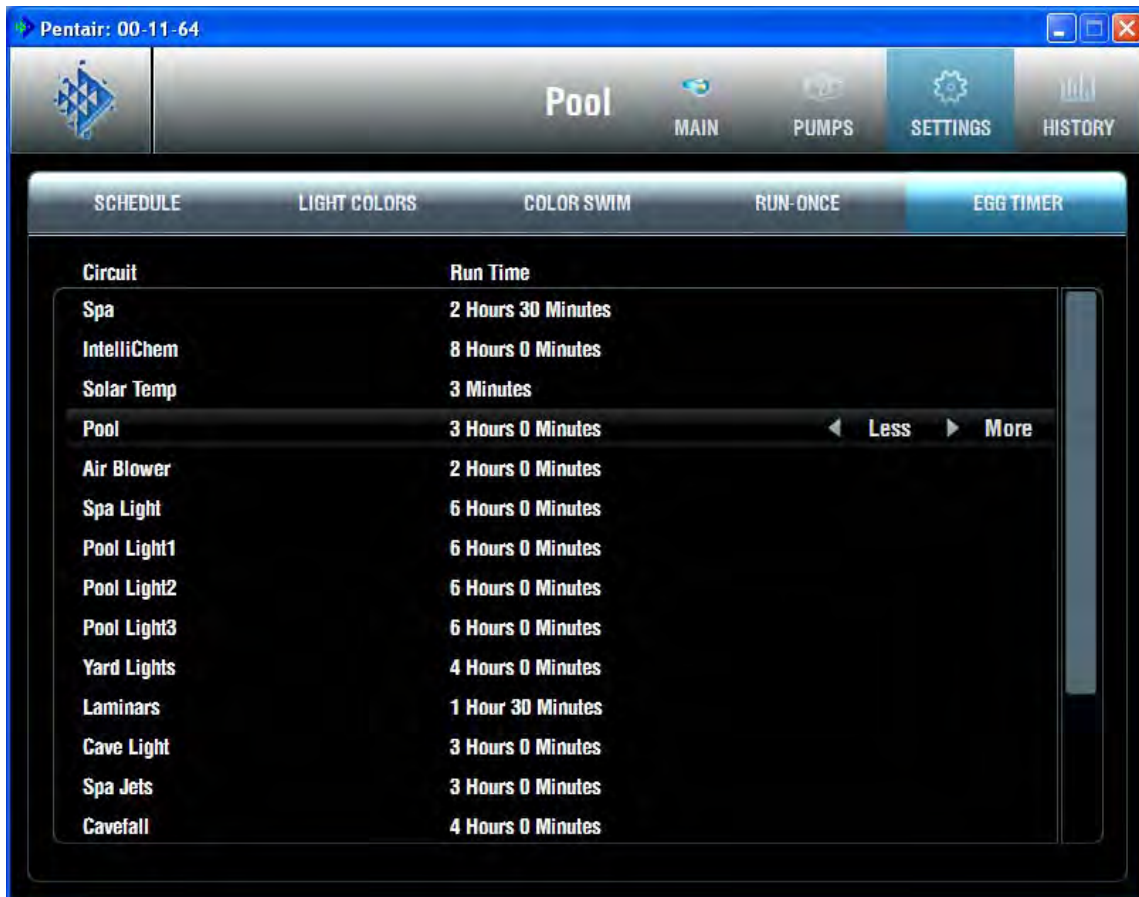 Pentair: 00-11-64
Pool
MAIN
PUMPS
SETTINGS
HISTORY
SCHEDULE
LIGHT COLORS
COLOR SWIM
RUN-ONCE
EGG TIMER
Circuit Run Time
Spa 2 Hours 30 Minutes
IntelliChem 8 Hours 0 Minutes
Solar Temp 3 Minutes
Pool 3 Hours 0 Minutes Less More
Air Blower 2 Hours 0 Minutes
Spa Light 6 Hours 0 Minutes
Pool Light1 6 Hours 0 Minutes
Pool Light2 6 Hours 0 Minutes
Pool Light3 6 Hours 0 Minutes
Yard Lights 4 Hours 0 Minutes
Laminars 1 Hour 30 Minutes
Cave Light 3 Hours 0 Minutes
Spa Jets 3 Hours 0 Minutes
Cavefall 4 Hours 0 Minutes